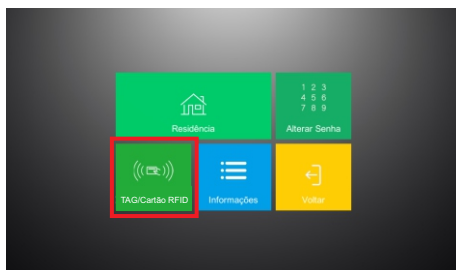 1 2 3
4 5 6
7 8 9
Residência
Alterar Senha
TAG/Cartão RFID
Informações
Voltar